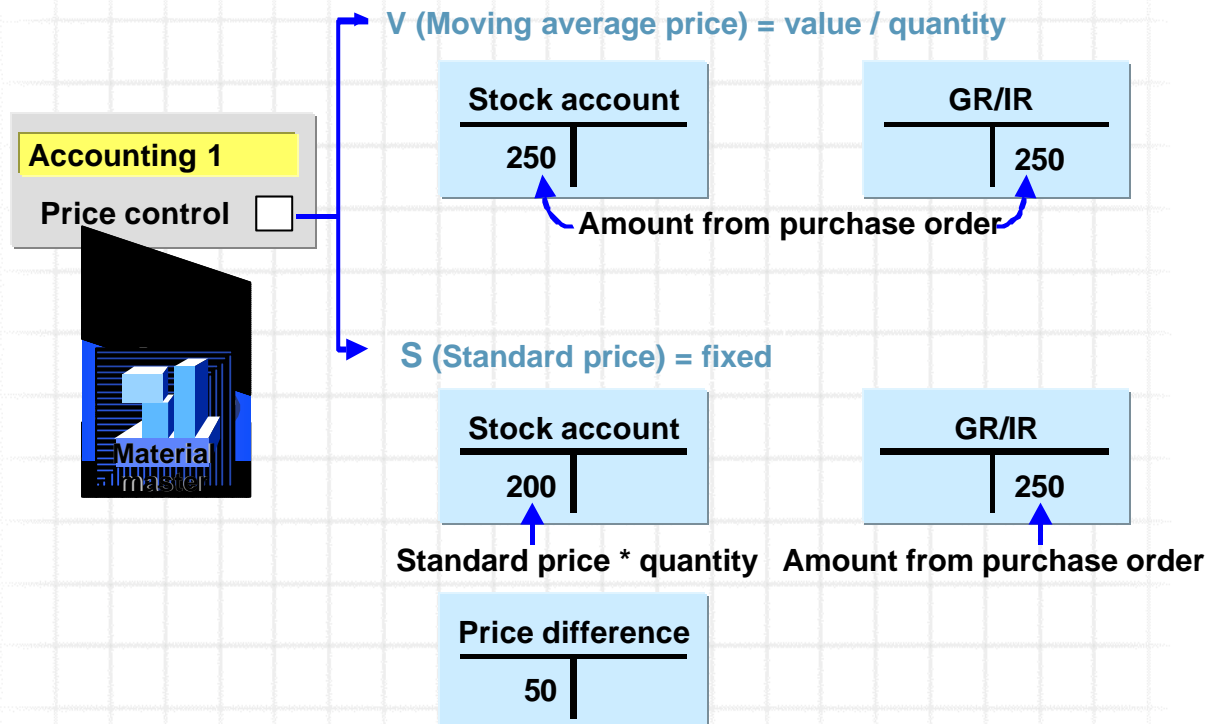 V (Moving average price) = value / quantity
Stock account
GR/IR
250
250
Amount from purchase order
Accounting 1
Price control
Material
master
S (Standard price) = fixed
Stock account
GR/IR
200
250
Standard price * quantity
Amount from purchase order
Price difference
50